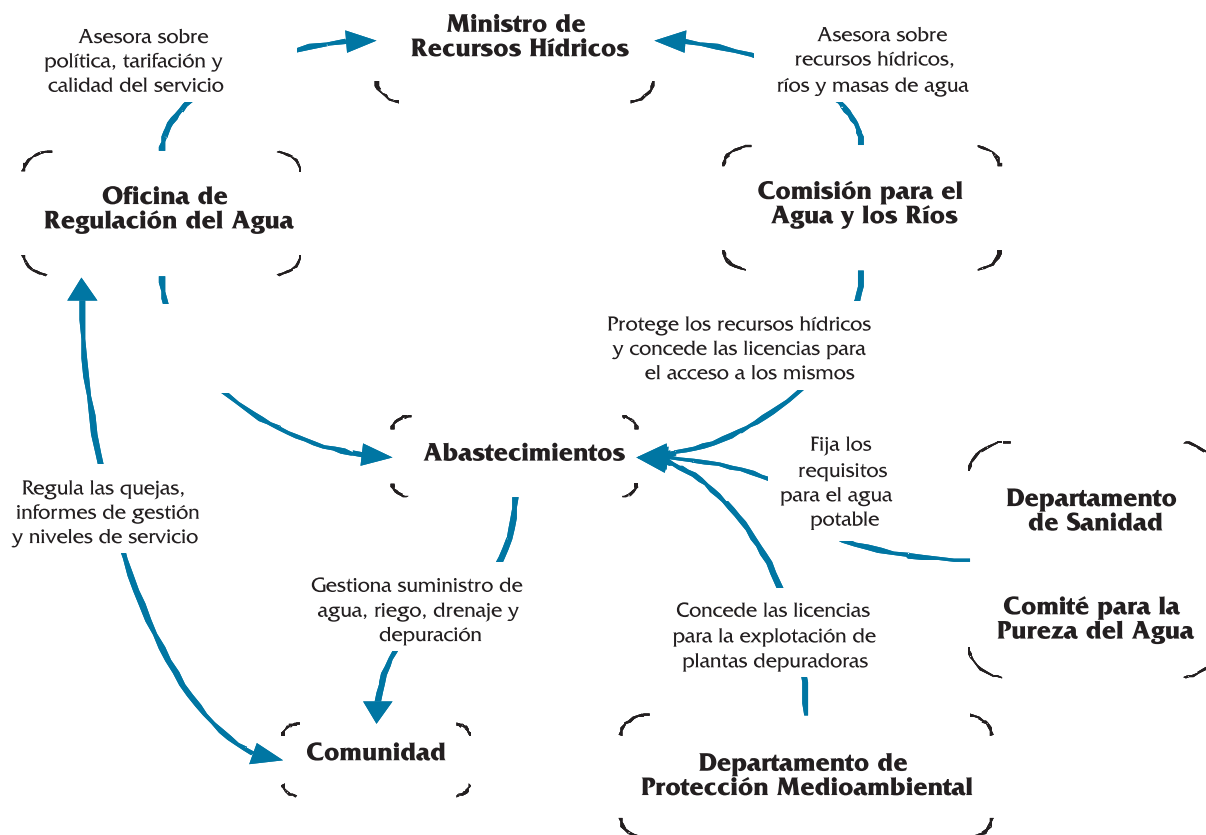 Asesora sobre
política, tarifación y
calidad del servicio
Ministro de
Recursos Hídricos
Asesora sobre
recursos hídricos,
ríos y masas de agua
Oficina de
Regulación del Agua
Comisión para el
Agua y los Ríos
Protege los recursos hídricos
y concede las licencias para
el acceso a los mismos
Abastecimientos
Fija los
requisitos
para el agua
potable
Departamento
de Sanidad
Comité para la
Pureza del Agua
Regula las quejas,
informes de gestión
y niveles de servicio
Gestiona suministro de
agua, riego, drenaje y
depuración
Concede las licencias
para la explotación de
plantas depuradoras
Comunidad
Departamento de
Protección Medioambiental